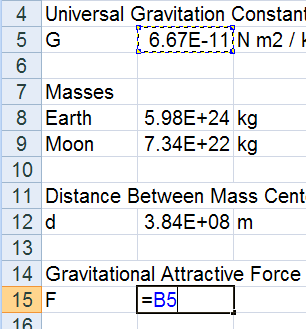 4 Universal Gravitation Constant
5 G 6.67E-11 N m2 /
6
7 Masses
8 Earth 5.98E+24 kg
9 Moon 7.34E+22 kg
10
11 Distance Between Mass Cent
12 d 3.84E+08 m
13
14 Gravitational Attractive Force
15 F =B5
16